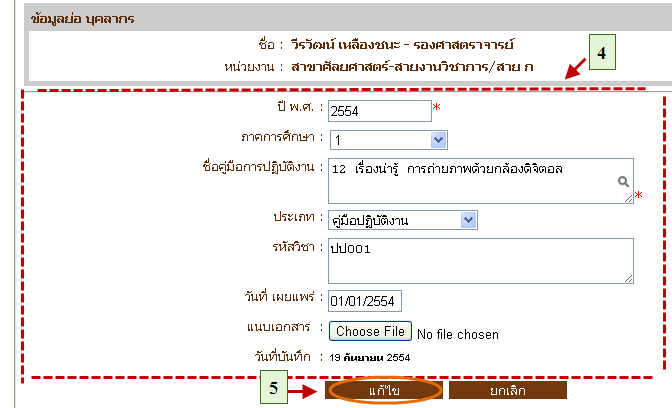 ข้อมูลย่อ บุคลากร
ชื่อ : วีรวัฒน์ เหลืองชนะ - รองศาสตราจารย์
หน่วยงาน : สาขาศัลยศาสตร์-สายงานวิชาการ/สาย ก
4
ปี พ.ศ. : 2554 *
ภาคการศึกษา : 1
ชื่อคู่มือการปฏิบัติงาน : 12 เรื่องน่ารู้ การถ่ายภาพด้วยกล้องดิจิตอล *
ประเภท : คู่มือปฏิบัติงาน
รหัสวิชา : ปป001
วันที่ เผยแพร่ : 01/01/2554
แนบเอกสาร : Choose File No file chosen
วันที่บันทึก : 19 กันยายน 2554
5 แก้ไข ยกเลิก